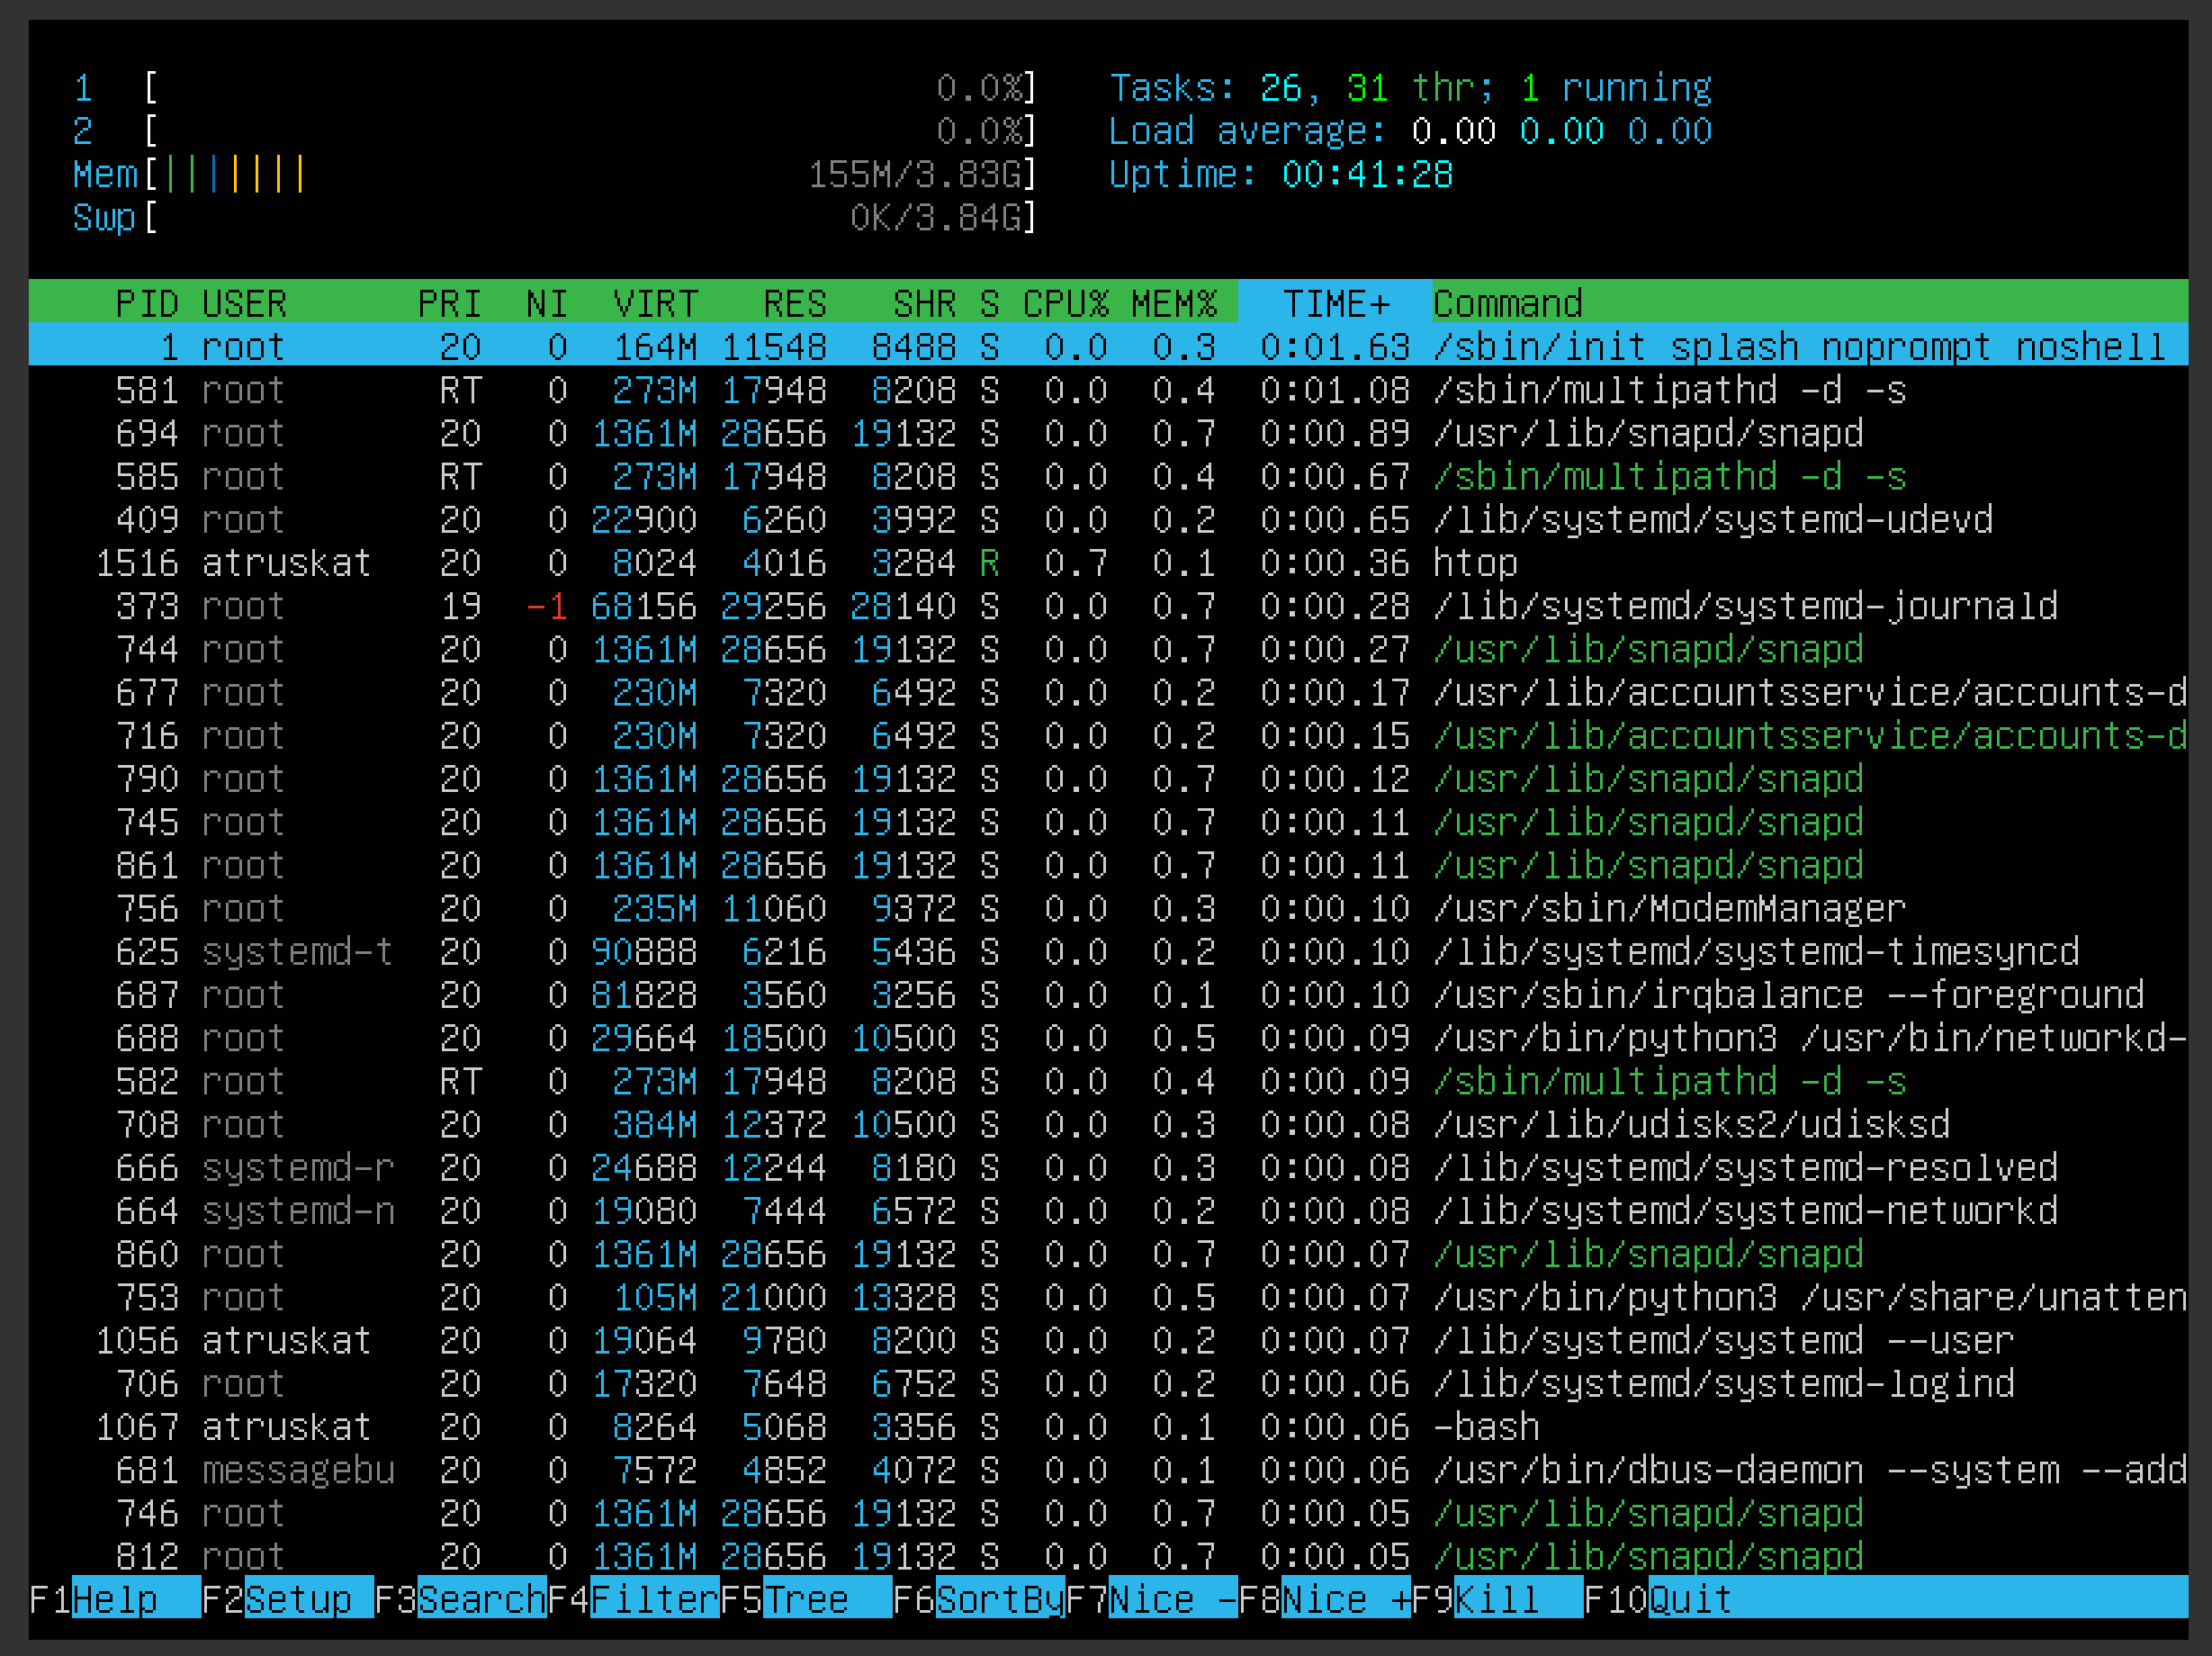 1 [ 0.0%] Tasks: 26, 31 thr; 1 running
2 [ 0.0%] Load average: 0.00 0.00 0.00
Mem[||||||| 155M/3.83G] Uptime: 00:41:28
Swp[ 0K/3.84G]
PID USER PRI NI VIRT RES SHR S CPU% MEM% TIME+ Command
1 root 20 0 164M 11548 8488 S 0.0 0.3 0:01.63 /sbin/init splash noprompt noshell
581 root RT 0 273M 17948 8208 S 0.0 0.4 0:01.08 /sbin/multipathd -d -s
694 root 20 0 1361M 28656 19132 S 0.0 0.7 0:00.89 /usr/lib/snapd/snapd
585 root RT 0 273M 17948 8208 S 0.0 0.4 0:00.67 /sbin/multipathd -d -s
409 root 20 0 22900 6260 3992 S 0.0 0.2 0:00.65 /lib/systemd/systemd-udevd
1516 atruskat 20 0 8024 4016 3284 R 0.7 0.1 0:00.36 htop
373 root 19 -1 68156 29256 28140 S 0.0 0.7 0:00.28 /lib/systemd/systemd-journald
744 root 20 0 1361M 28656 19132 S 0.0 0.7 0:00.27 /usr/lib/snapd/snapd
677 root 20 0 230M 7320 6492 S 0.0 0.2 0:00.17 /usr/lib/accountsservice/accounts-d
716 root 20 0 230M 7320 6492 S 0.0 0.2 0:00.15 /usr/lib/accountsservice/accounts-d
790 root 20 0 1361M 28656 19132 S 0.0 0.7 0:00.12 /usr/lib/snapd/snapd
745 root 20 0 1361M 28656 19132 S 0.0 0.7 0:00.11 /usr/lib/snapd/snapd
861 root 20 0 1361M 28656 19132 S 0.0 0.7 0:00.11 /usr/lib/snapd/snapd
756 root 20 0 235M 11060 9372 S 0.0 0.3 0:00.10 /usr/sbin/ModemManager
625 systemd-t 20 0 90888 6216 5436 S 0.0 0.2 0:00.10 /lib/systemd/systemd-timesyncd
687 root 20 0 81828 3560 3256 S 0.0 0.1 0:00.10 /usr/sbin/irqbalance --foreground
688 root 20 0 29664 18500 10500 S 0.0 0.5 0:00.09 /usr/bin/python3 /usr/bin/networkd-
582 root RT 0 273M 17948 8208 S 0.0 0.4 0:00.09 /sbin/multipathd -d -s
708 root 20 0 384M 12372 10500 S 0.0 0.3 0:00.08 /usr/lib/udisks2/udisksd
666 systemd-r 20 0 24688 12244 8180 S 0.0 0.3 0:00.08 /lib/systemd/systemd-resolved
664 systemd-n 20 0 19080 7444 6572 S 0.0 0.2 0:00.08 /lib/systemd/systemd-networkd
860 root 20 0 1361M 28656 19132 S 0.0 0.7 0:00.07 /usr/lib/snapd/snapd
753 root 20 0 105M 21000 13328 S 0.0 0.5 0:00.07 /usr/bin/python3 /usr/share/unatten
1056 atruskat 20 0 19064 9780 8200 S 0.0 0.2 0:00.07 /lib/systemd/systemd --user
706 root 20 0 17320 7648 6752 S 0.0 0.2 0:00.06 /lib/systemd/systemd-logind
1067 atruskat 20 0 8264 5068 3356 S 0.0 0.1 0:00.06 -bash
681 messagebu 20 0 7572 4852 4072 S 0.0 0.1 0:00.06 /usr/bin/dbus-daemon --system --add
746 root 20 0 1361M 28656 19132 S 0.0 0.7 0:00.05 /usr/lib/snapd/snapd
812 root 20 0 1361M 28656 19132 S 0.0 0.7 0:00.05 /usr/lib/snapd/snapd
F1Help F2Setup F3SearchF4FilterF5Tree F6SortByF7Nice -F8Nice +F9Kill F10Quit